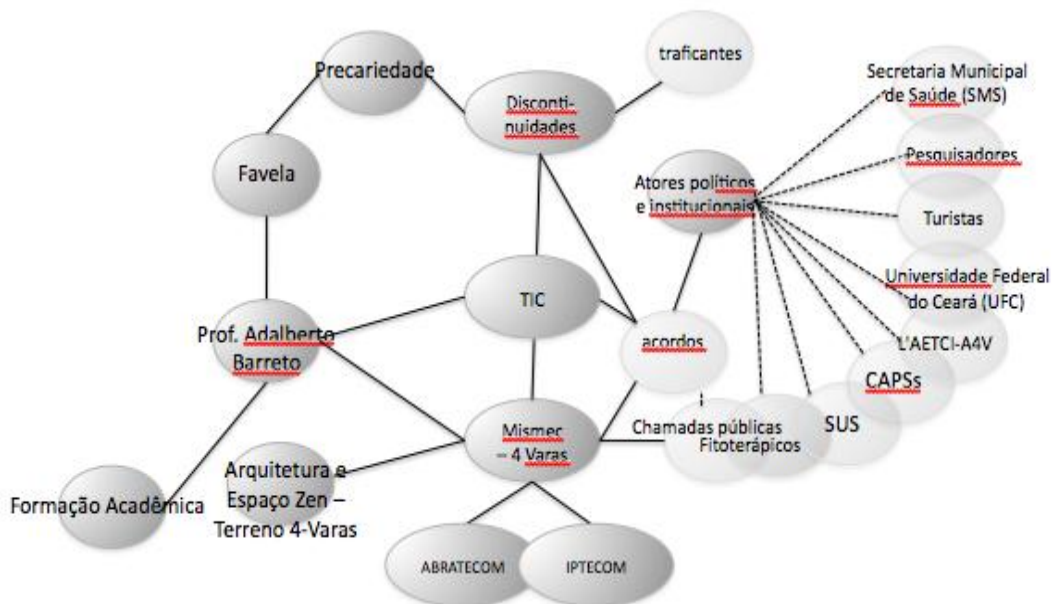 traficantes
Precariedade
Secretaria Municipal
de Saúde (SMS)
Disconti-
nuidades
Pesquisadores
Favela
Atores políticos
e institucionais
Turistas
Universidade Federal
do Ceará (UFC)
TIC
Prof. Adalberto
Barreto
acordos
L'AETCI-A4V
CAPSs
Mismec
– 4 Varas
Chamadas públicas
Fitoterápicos
SUS
Arquitetura e
Espaço Zen –
Terreno 4-Varas
Formação Acadêmica
ABRATECOM
IPTECOM